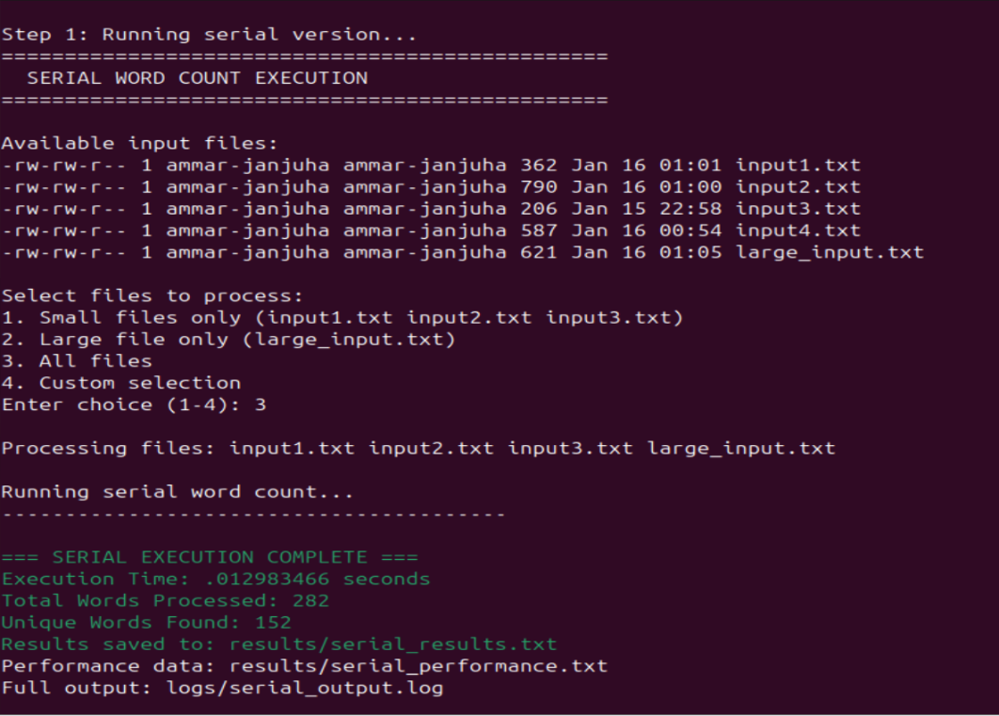 Step 1: Running serial version...
================================================
  SERIAL WORD COUNT EXECUTION
================================================
Available input files:
-rw-rw-r-- 1 ammar-janjuha ammar-janjuha 362 Jan 16 01:01 input1.txt
-rw-rw-r-- 1 ammar-janjuha ammar-janjuha 790 Jan 16 01:00 input2.txt
-rw-rw-r-- 1 ammar-janjuha ammar-janjuha 206 Jan 15 22:58 input3.txt
-rw-rw-r-- 1 ammar-janjuha ammar-janjuha 587 Jan 16 00:54 input4.txt
-rw-rw-r-- 1 ammar-janjuha ammar-janjuha 621 Jan 16 01:05 large_input.txt
Select files to process:
1. Small files only (input1.txt input2.txt input3.txt)
2. Large file only (large_input.txt)
3. All files
4. Custom selection
Enter choice (1-4): 3
Processing files: input1.txt input2.txt input3.txt large_input.txt
Running serial word count...
----------------------------------------
=== SERIAL EXECUTION COMPLETE ===
Execution Time: .012983466 seconds
Total Words Processed: 282
Unique Words Found: 152
Results saved to: results/serial_results.txt
Performance data: results/serial_performance.txt
Full output: logs/serial_output.log